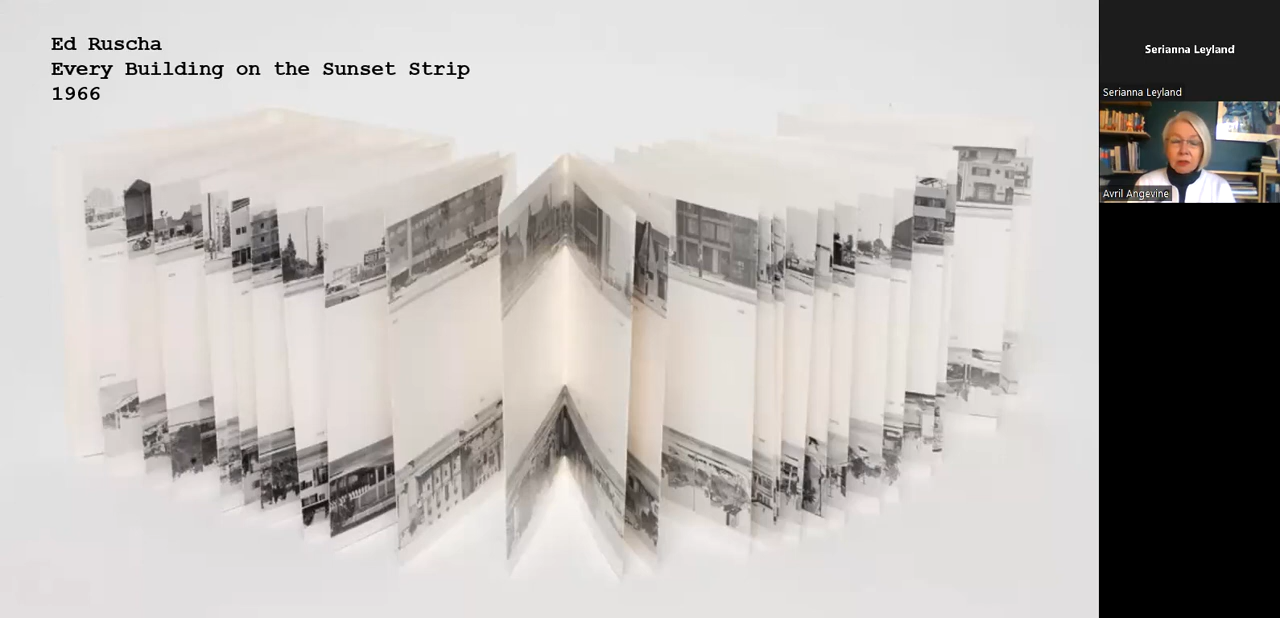 Ed Ruscha
Every Building on the Sunset Strip
1966
Serianna Leyland
Serianna Leyland
Avril Angevine